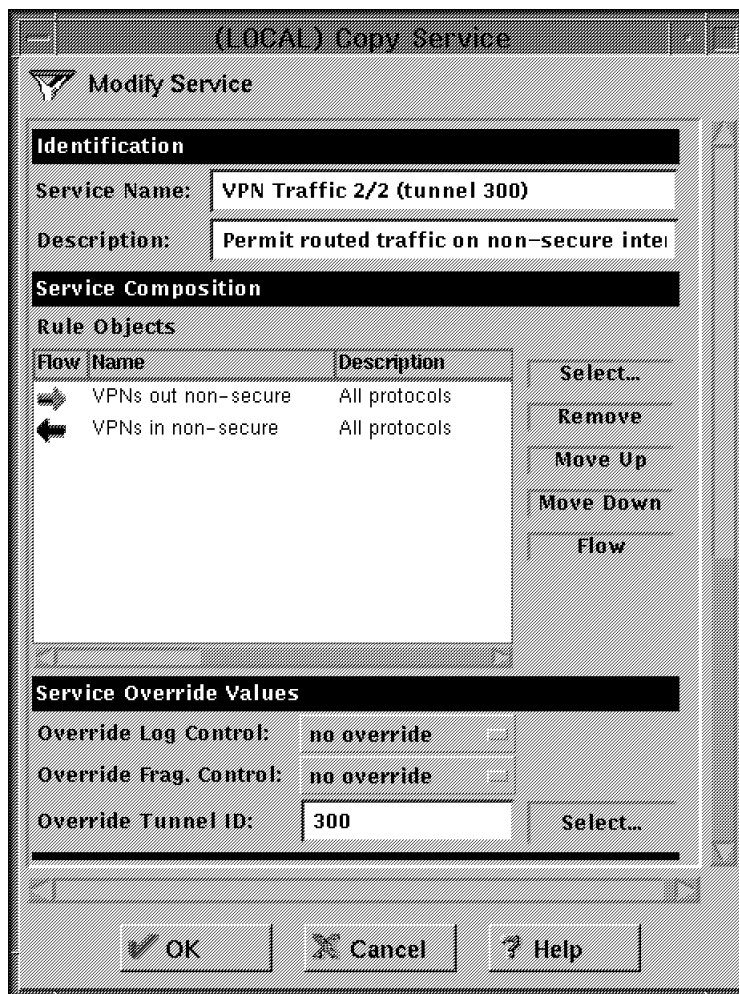 (LOCAL) Copy Service
Modify Service
Identification
Service Name: VPN Traffic 2/2 (tunnel 300)
Description: Permit routed traffic on non-secure
Service Composition
Rule Objects
Flow Name Description
VPNs out non-secure All protocols
VPNs in non-secure All protocols
Select...
Remove
Move Up
Move Down
Flow
Service Override Values
Override Log Control: no override
Override Frag. Control: no override
Override Tunnel ID: 300 Select...
OK Cancel Help